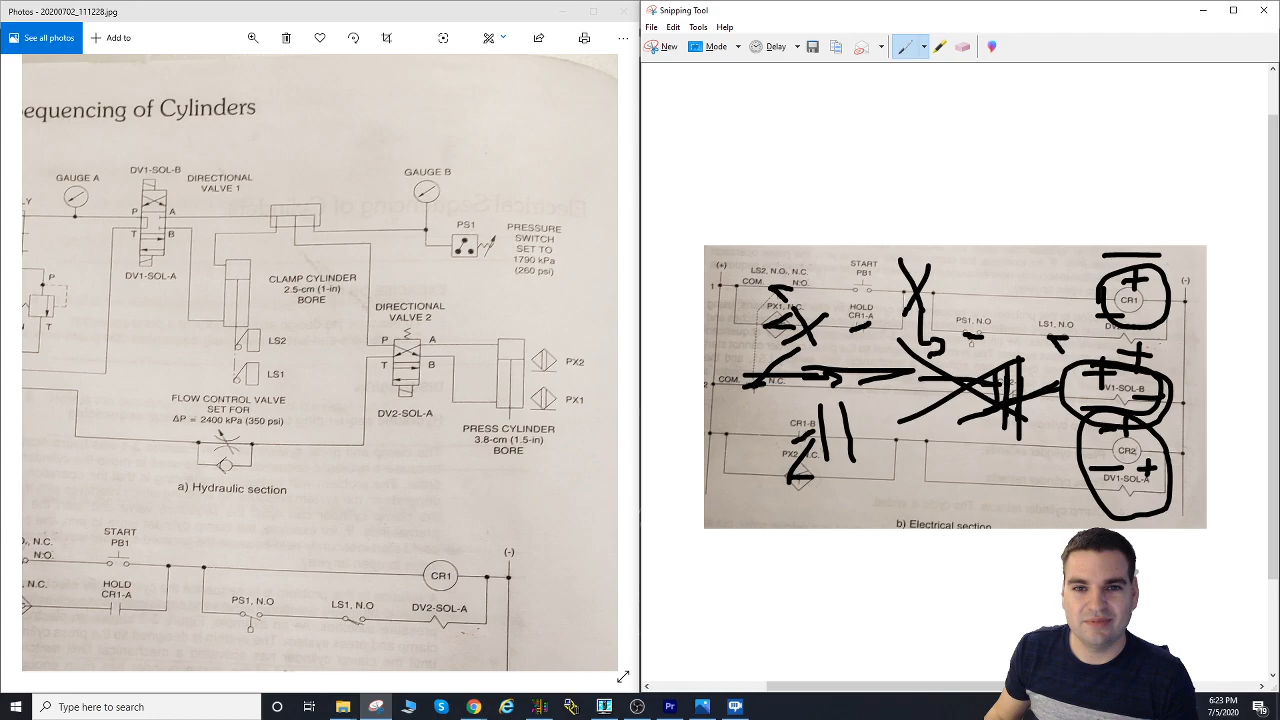 Photos - 20200702_111228.jpg
See all photos
Add to
equencing of Cylinders
GAUGE A
DV1-SOL-B
DIRECTIONAL
VALVE 1
GAUGE B
LY
P
A
T
B
DV1-SOL-A
PS1
PRESSURE
SWITCH
SET TO
1790 kPa
(260 psi)
CLAMP CYLINDER
2.5-cm (1-in)
BORE
P
T
DIRECTIONAL
VALVE 2
LS2
LS1
P
A
T
B
PX2
PX1
FLOW CONTROL VALVE
SET FOR
ΔP = 2400 kPa (350 psi)
DV2-SOL-A
PRESS CYLINDER
3.8-cm (1.5-in)
BORE
a) Hydraulic section
START
PB1
N.C.
N.O.
(-)
CR1
, N.C.
HOLD
CR1-A
PS1, N.O
LS1, N.O
DV2-SOL-A
Snipping Tool
File Edit Tools Help
New Mode Delay
(+)
LS2, N.O., N.C.
START
PB1
(-)
1
COM.
N.O.
CR1
PX1, N.C.
HOLD
CR1-A
PS1, N.O
LS1, N.O
2
COM.
N.C.
V1-SOL-B
CR1-B
CR2
PX2, N.C.
DV1-SOL-A
b) Electrical section
Type here to search
6:23 PM
7/5/2020